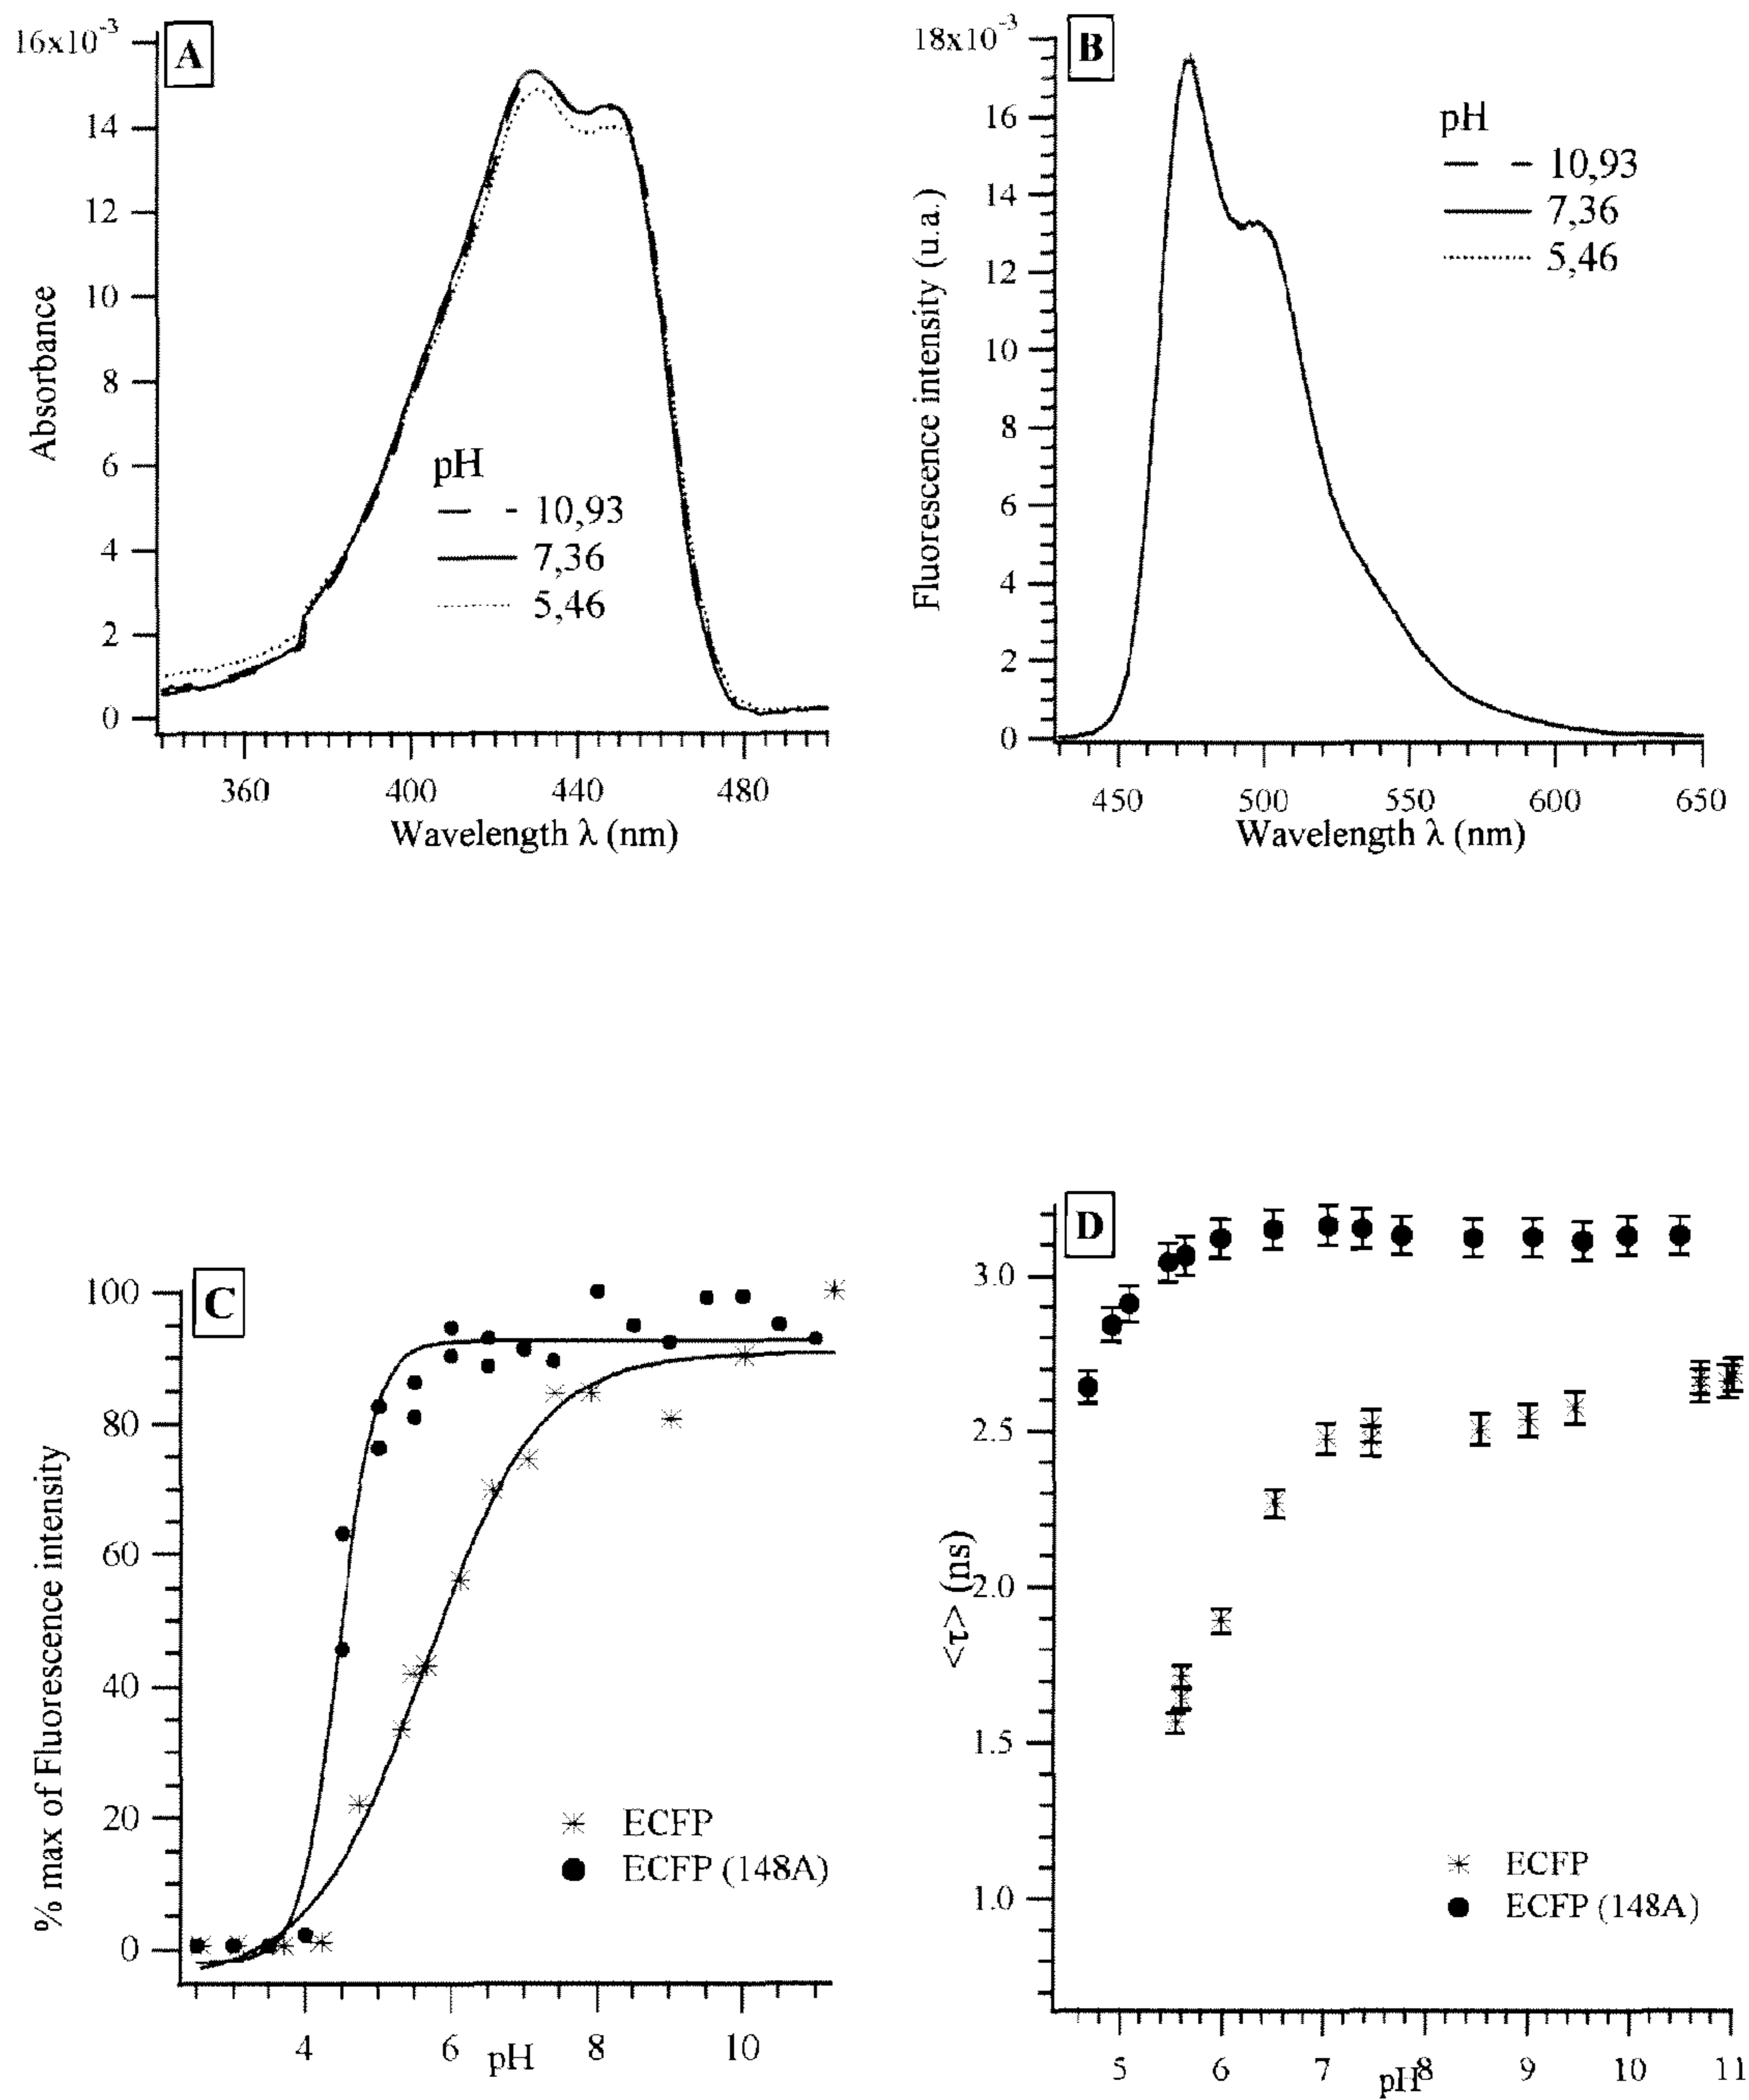 A
16x10-3
14
12
10
8
6
4
2
0
Absorbance
pH
10,93
7,36
5,46
360 400 440 480
Wavelength λ (nm)
B
18x10-3
16
14
12
10
8
6
4
2
0
Fluorescence intensity (u.a.)
pH
10,93
7,36
5,46
450 500 550 600 650
Wavelength λ (nm)
C
100
80
60
40
20
0
% max of Fluorescence intensity
ECFP
ECFP (148A)
4 6 8 10
pH
D
3.0
2.5
2.0
1.5
1.0
<τ> (ns)
ECFP
ECFP (148A)
5 6 7 8 9 10 11
pH